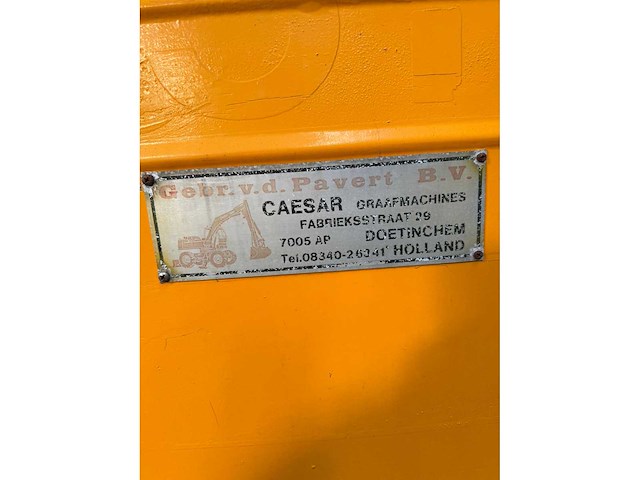 Gebr.v.d. Pavert B.V.
CAESAR GRAAFMACHINES
FABRIEKSSTRAAT 29
7005 AP DOETINCHEM
Tel.08340-26341 HOLLAND